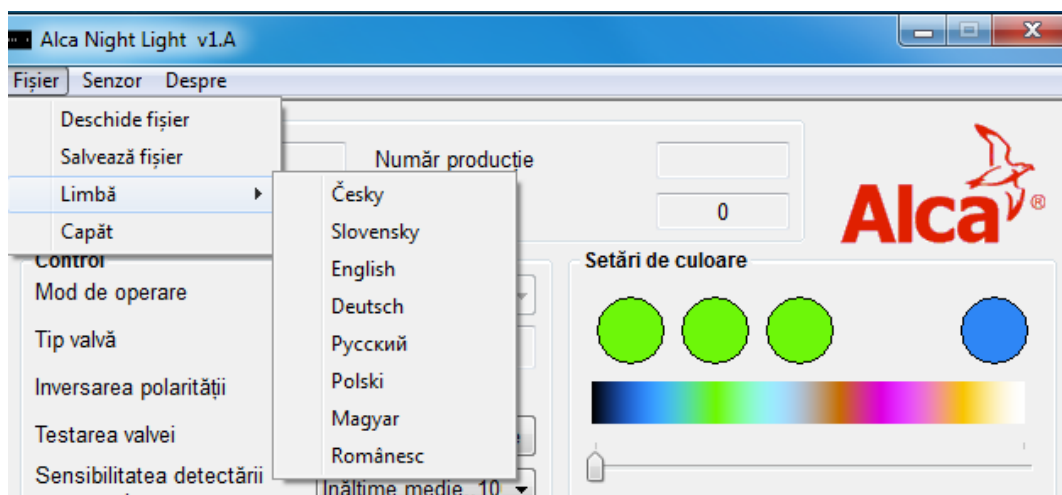 Alca Night Light v1.A
Fișier Senzor Despre
Deschide fișier
Salvează fișier
Limbă
Capăt
Česky
Slovensky
English
Deutsch
Русский
Polski
Magyar
Românesc
Număr producție
0
Alca®
Control
Mod de operare
Tip valvă
Inversarea polarității
Testarea valvei
Sensibilitatea detectării
Inălțime medie 10
Setări de culoare